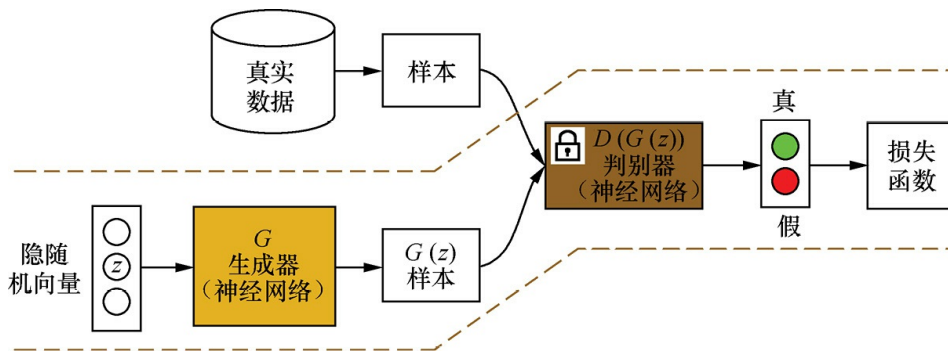 真实
数据
样本
D(G(z))
判别器
(神经网络)
真
假
损失
函数
隐随
机向量
z
G
生成器
(神经网络)
G(z)
样本